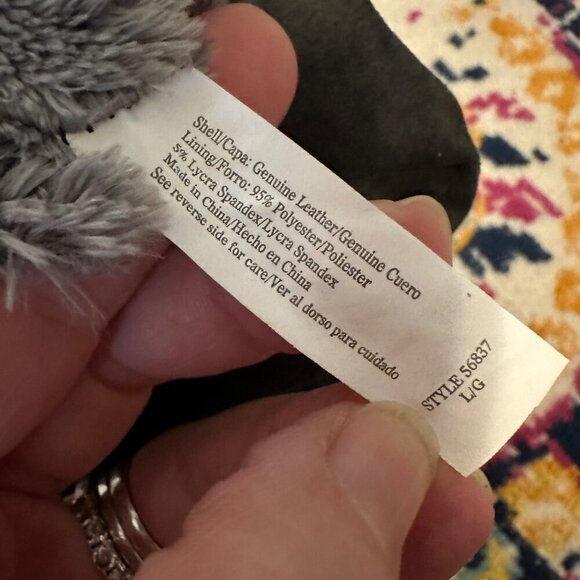 Shell/Capa: Genuine Leather/Genuine Cuero
Lining/Forro: 95% Polyester/Poliester
5% Lycra Spandex/Lycra Spandex
Made in China/Hecho en China
See reverse side for care/Ver al dorso para cuidado
STYLE 56837
L/G